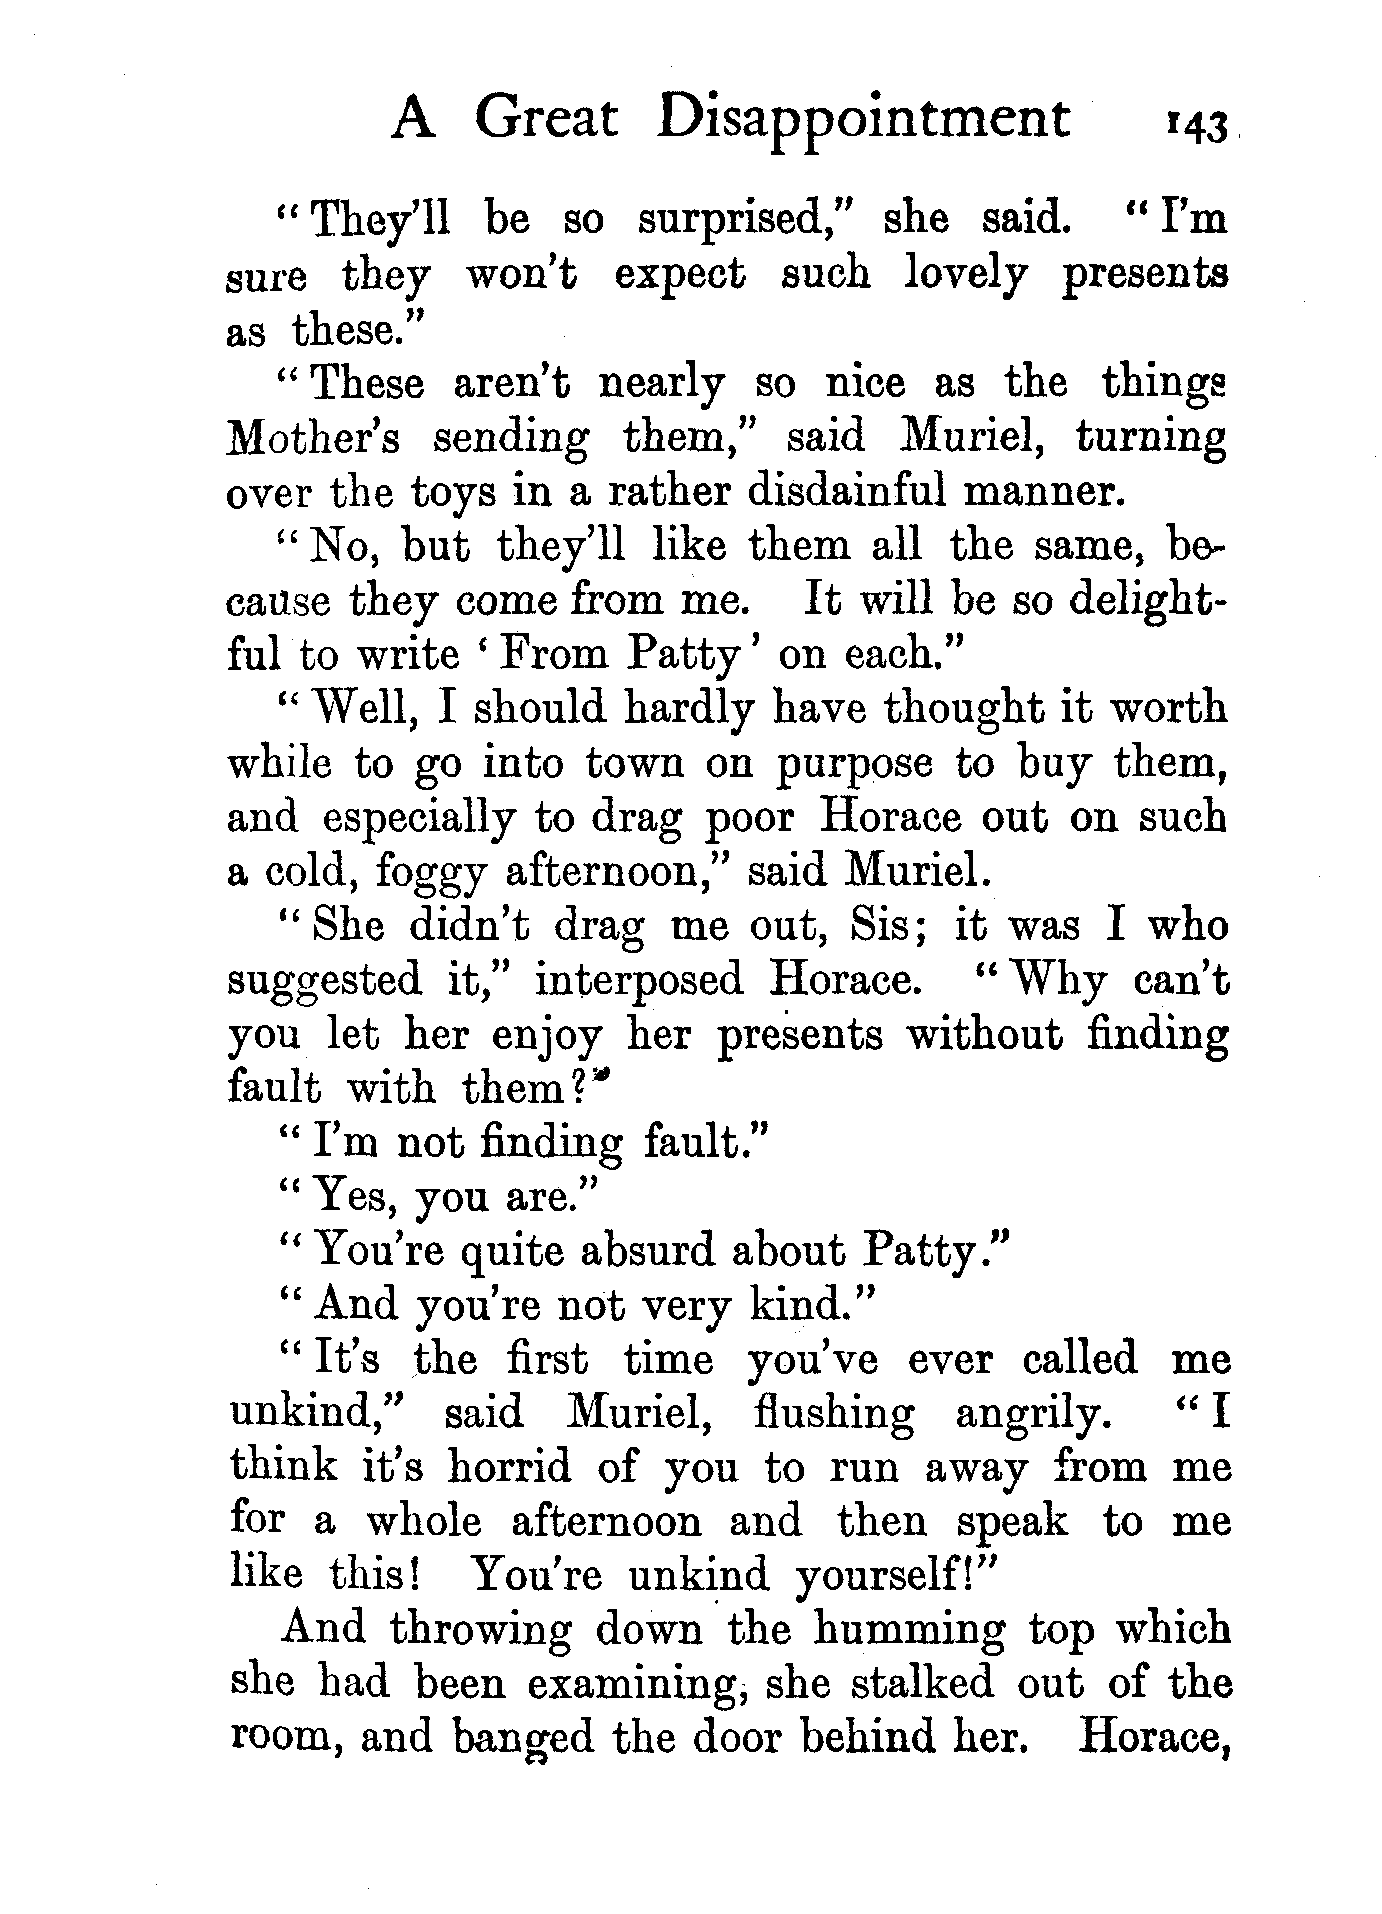 A Great Disappointment 143
"They'll be so surprised," she said. "I'm
sure they won't expect such lovely presents
as these."
"These aren't nearly so nice as the things
Mother's sending them," said Muriel, turning
over the toys in a rather disdainful manner.
"No, but they'll like them all the same, be-
cause they come from me. It will be so delight-
ful to write 'From Patty' on each."
"Well, I should hardly have thought it worth
while to go into town on purpose to buy them,
and especially to drag poor Horace out on such
a cold, foggy afternoon," said Muriel.
"She didn't drag me out, Sis; it was I who
suggested it," interposed Horace. "Why can't
you let her enjoy her presents without finding
fault with them?"
"I'm not finding fault."
"Yes, you are."
"You're quite absurd about Patty."
"And you're not very kind."
"It's the first time you've ever called me
unkind," said Muriel, flushing angrily. "I
think it's horrid of you to run away from me
for a whole afternoon and then speak to me
like this! You're unkind yourself!"
And throwing down the humming top which
she had been examining, she stalked out of the
room, and banged the door behind her. Horace,